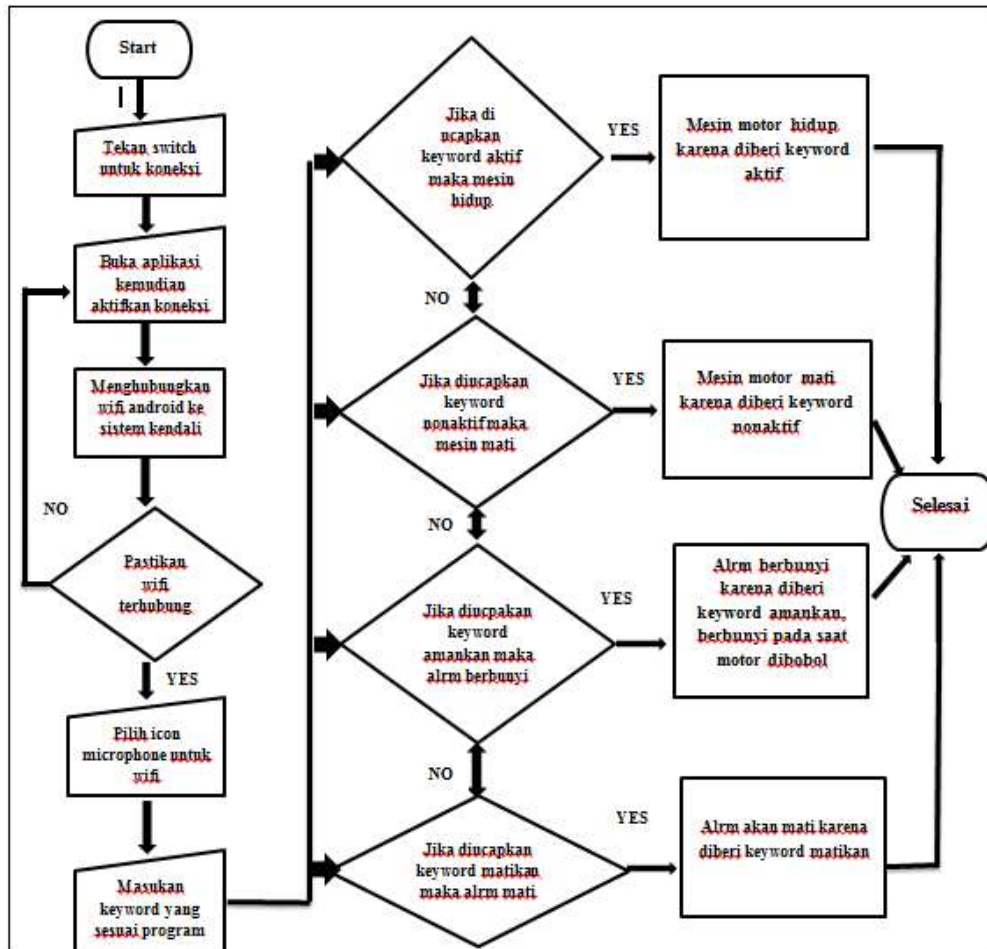 Start
Tekan switch
untuk koneksi
Buka aplikasi
kemudian
aktifkan koneksi
Menghubungkan
wifi android ke
sistem kendali
NO
Pastikan
wifi
terhubung
YES
Pilih icon
microphone untuk
wifi
Masukan
keyword yang
sesuai program
Jika di
ucapkan
keyword aktif
maka mesin
hidup
YES
Mesin motor hidup
karena diberi keyword
aktif
NO
Jika diucapkan
keyword
nonaktif maka
mesin mati
YES
Mesin motor mati
karena diberi keyword
nonaktif
NO
Jika diucpakan
keyword
amankan maka
alrm berbunyi
YES
Alrm berbunyi
karena diberi
keyword amankan,
berbunyi pada saat
motor dibobol
NO
Jika diucapkan
keyword matikan
maka alrm mati
YES
Alrm akan mati karena
diberi keyword matikan
Selesai